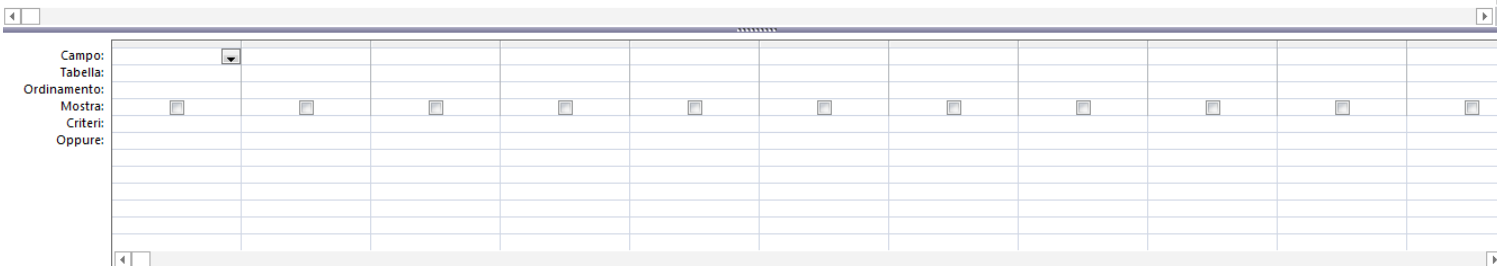 Campo:
Tabella:
Ordinamento:
Mostra:
Criteri:
Oppure: